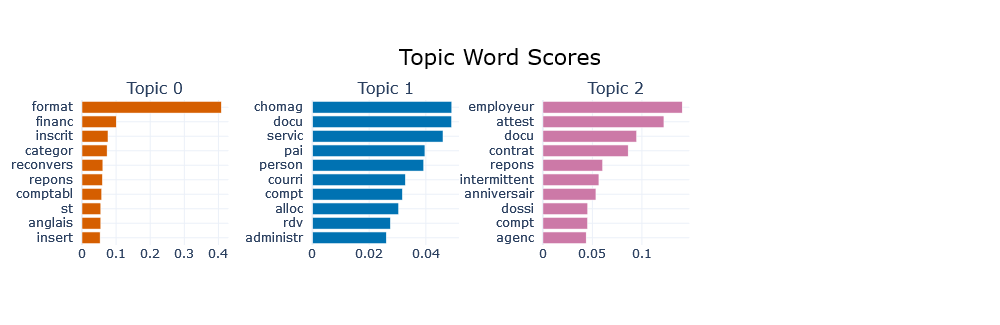 Topic Word Scores
Topic 0
format
financ
inscrit
categor
reconvers
repons
comptabl
st
anglais
insert
0 0.1 0.2 0.3 0.4
Topic 1
chomag
docu
servic
pai
person
courri
compt
alloc
rdv
administr
0 0.02 0.04
Topic 2
employeur
attest
docu
contrat
repons
intermittent
anniversair
dossi
compt
agenc
0 0.05 0.1